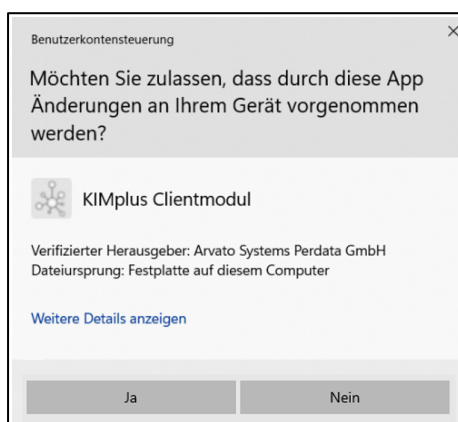 Benutzerkontensteuerung
Möchten Sie zulassen, dass durch diese App
Änderungen an Ihrem Gerät vorgenommen
werden?
KIMplus Clientmodul
Verifizierter Herausgeber: Arvato Systems Perdata GmbH
Dateiursprung: Festplatte auf diesem Computer
Weitere Details anzeigen
Ja
Nein